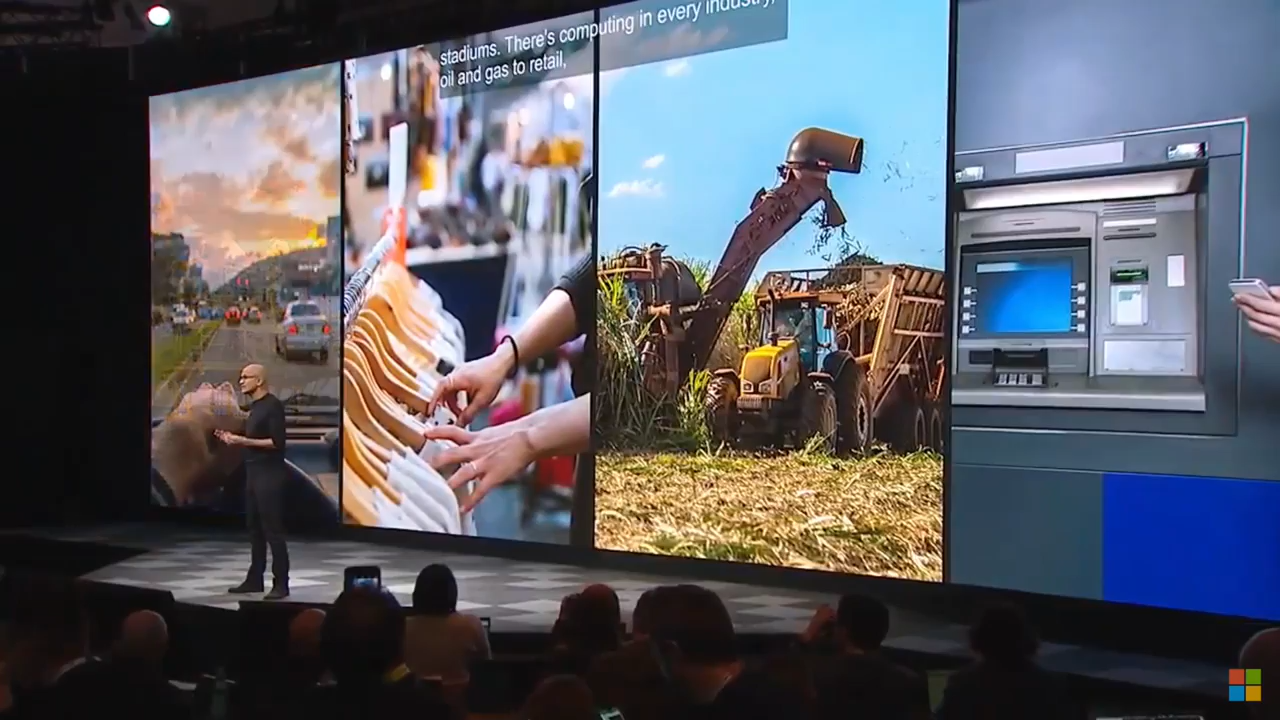 stadiums. There's computing in every industry,
oil and gas to retail,